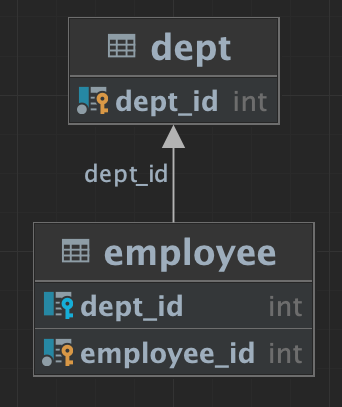 dept
dept_id int
dept_id
employee
dept_id int
employee_id int